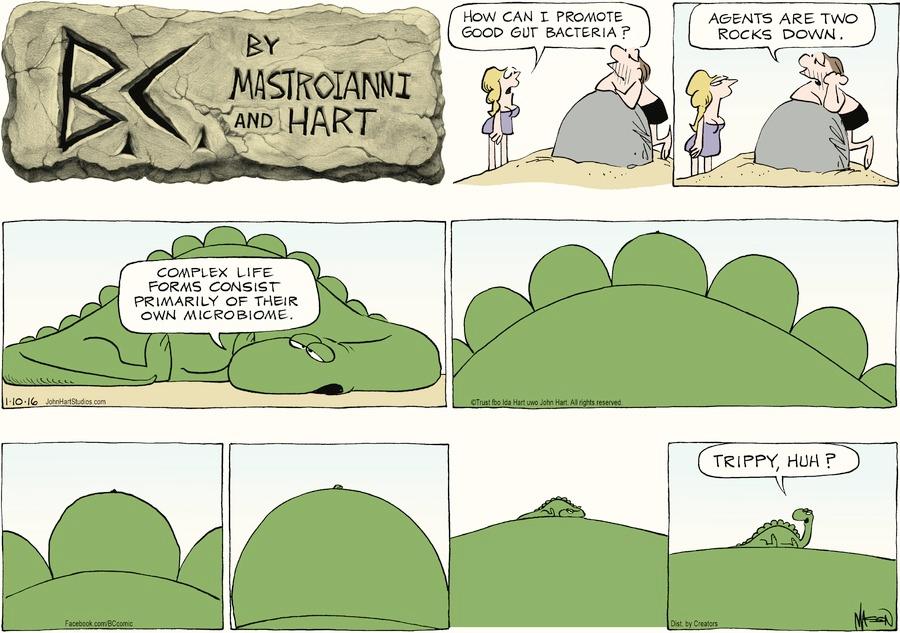 B.C.
BY
MASTROIANNI
AND HART
HOW CAN I PROMOTE
GOOD GUT BACTERIA?
AGENTS ARE TWO
ROCKS DOWN.
COMPLEX LIFE
FORMS CONSIST
PRIMARILY OF THEIR
OWN MICROBIOME.
1·10·16 JohnHartStudios.com
©Trust fbo Ida Hart uwo John Hart. All rights reserved.
Facebook.com/BCcomic
TRIPPY, HUH?
Dist. by Creators
MASON